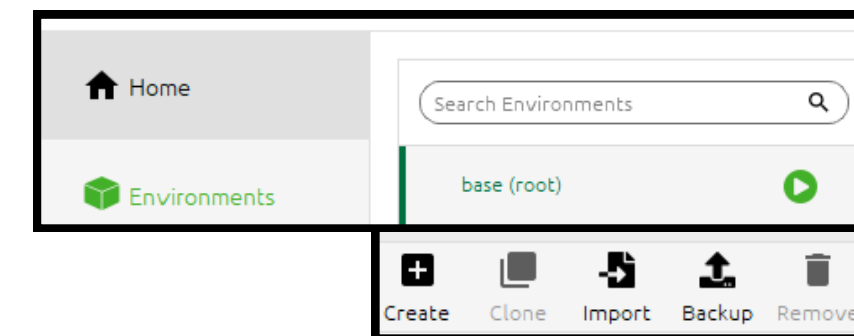 Home
Search Environments
base (root)
Environments
Create Clone Import Backup Remove